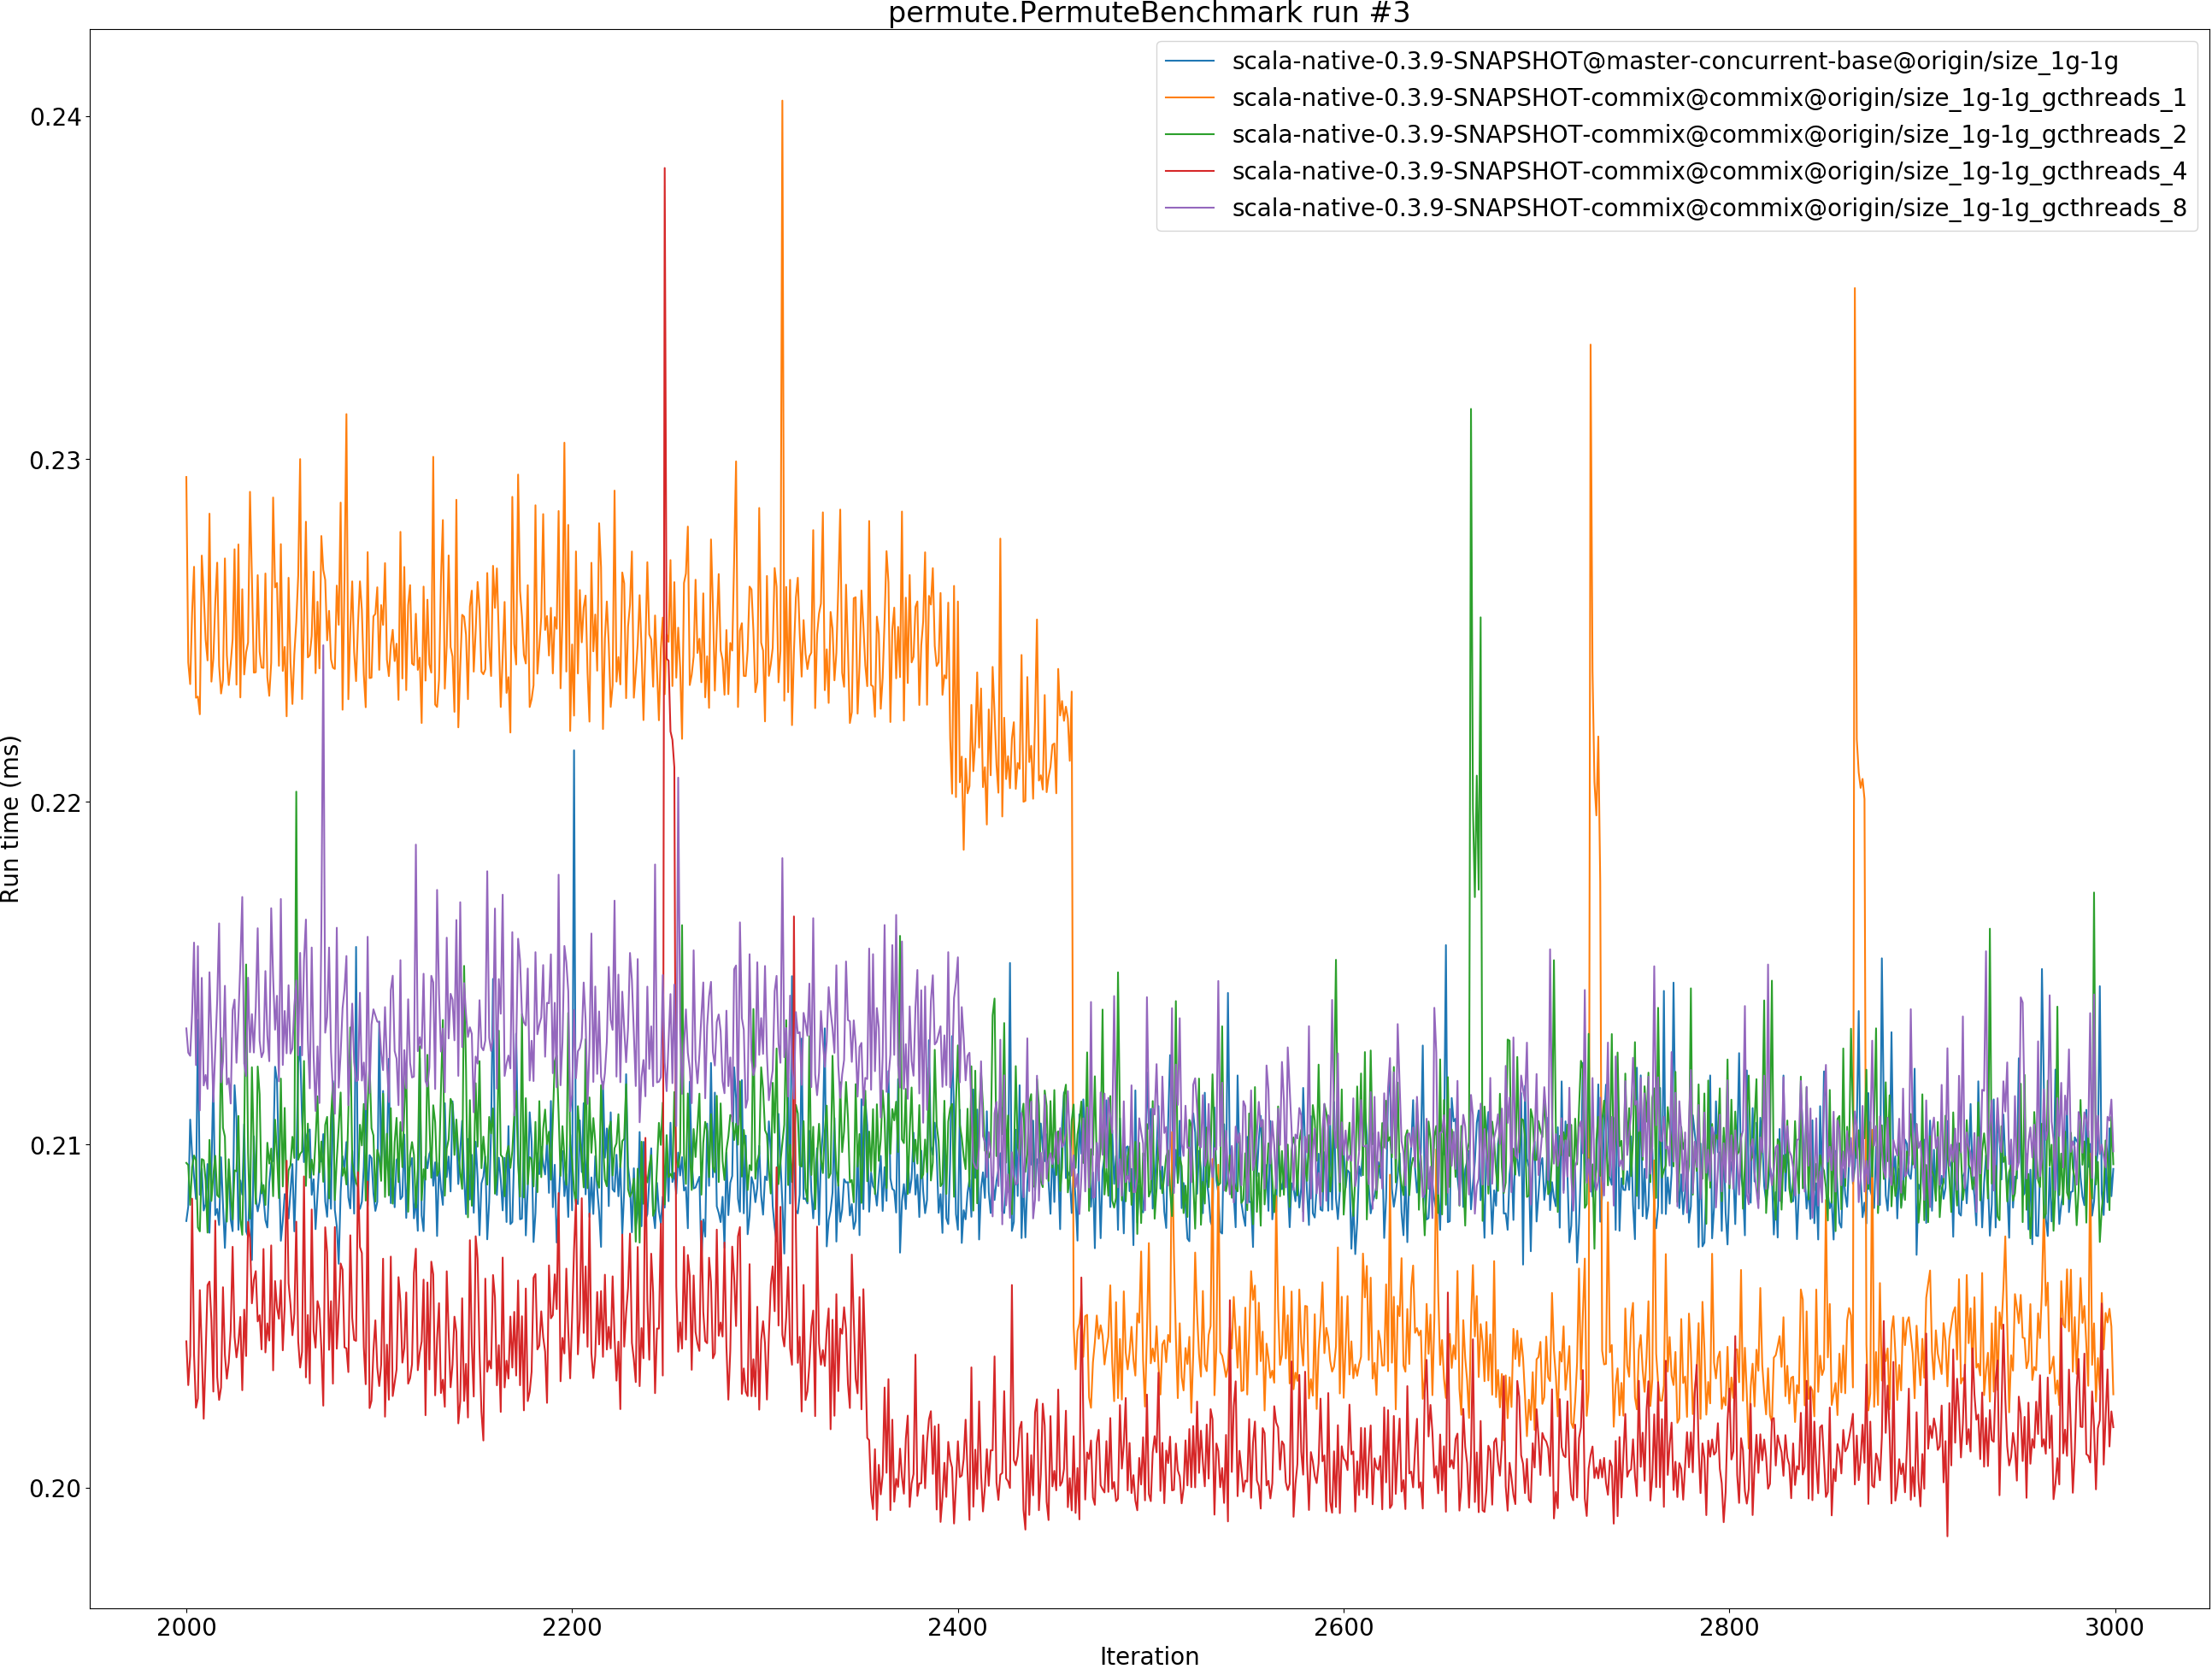 permute.PermuteBenchmark run #3
scala-native-0.3.9-SNAPSHOT@master-concurrent-base@origin/size_1g-1g
scala-native-0.3.9-SNAPSHOT-commix@commix@origin/size_1g-1g_gcthreads_1
scala-native-0.3.9-SNAPSHOT-commix@commix@origin/size_1g-1g_gcthreads_2
scala-native-0.3.9-SNAPSHOT-commix@commix@origin/size_1g-1g_gcthreads_4
scala-native-0.3.9-SNAPSHOT-commix@commix@origin/size_1g-1g_gcthreads_8
Run time (ms)
0.24
0.23
0.22
0.21
0.20
2000 2200 2400 2600 2800 3000
Iteration